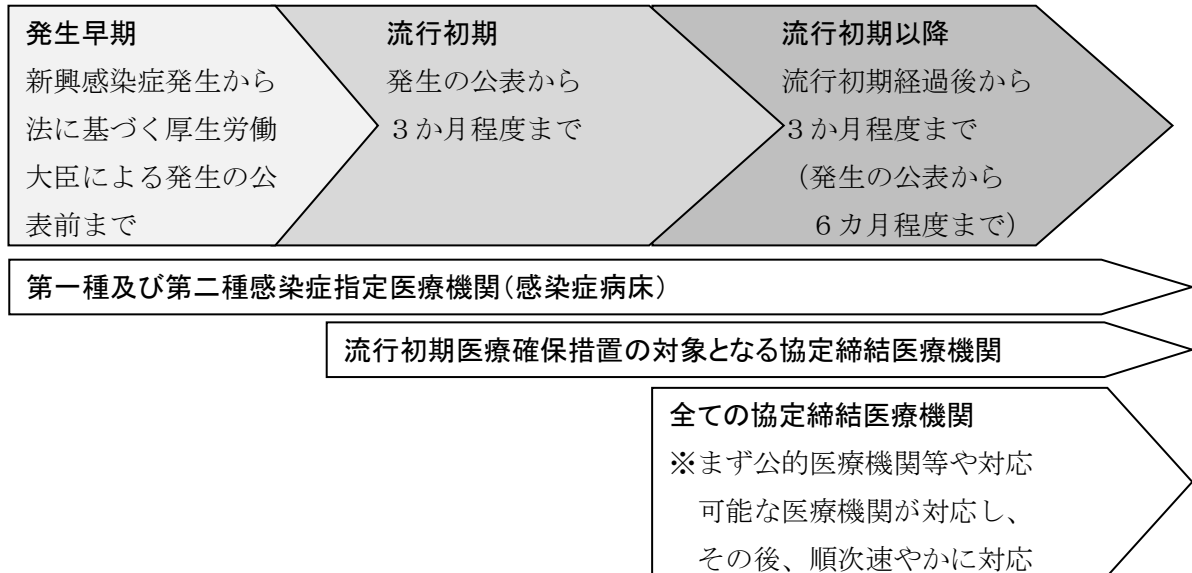 発生早期
新興感染症発生から
法に基づく厚生労働
大臣による発生の公
表前まで
流行初期
発生の公表から
３か月程度まで
流行初期以降
流行初期経過後から
３か月程度まで
（発生の公表から
６カ月程度まで）
第一種及び第二種感染症指定医療機関（感染症病床）
流行初期医療確保措置の対象となる協定締結医療機関
全ての協定締結医療機関
※まず公的医療機関等や対応
可能な医療機関が対応し、
その後、順次速やかに対応